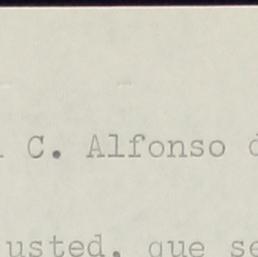 C. Alfonso
usted, que se